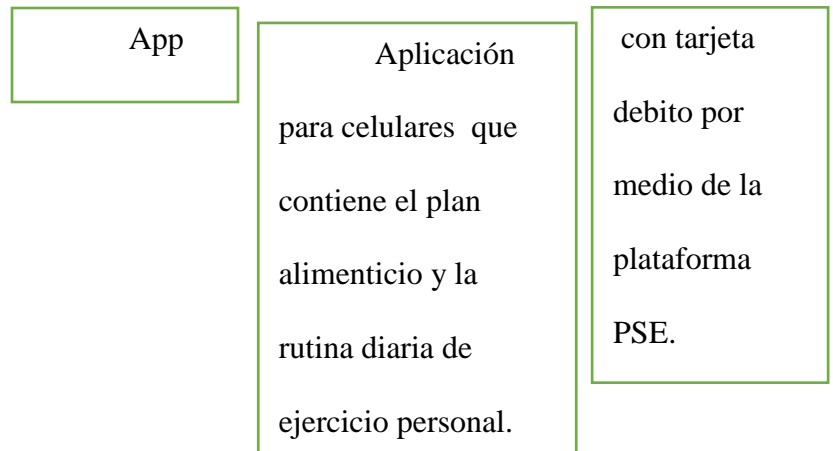 App
Aplicación
para celulares que
contiene el plan
alimenticio y la
rutina diaria de
ejercicio personal.
con tarjeta
debito por
medio de la
plataforma
PSE.